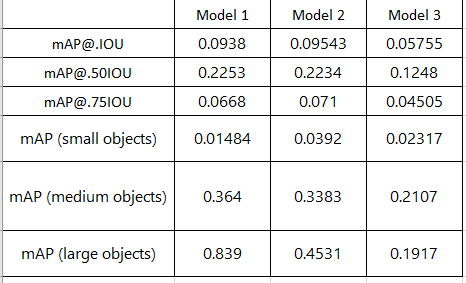 Model 1 Model 2 Model 3
mAP@.IOU 0.0938 0.09543 0.05755
mAP@.50IOU 0.2253 0.2234 0.1248
mAP@.75IOU 0.0668 0.071 0.04505
mAP (small objects) 0.01484 0.0392 0.02317
mAP (medium objects) 0.364 0.3383 0.2107
mAP (large objects) 0.839 0.4531 0.1917